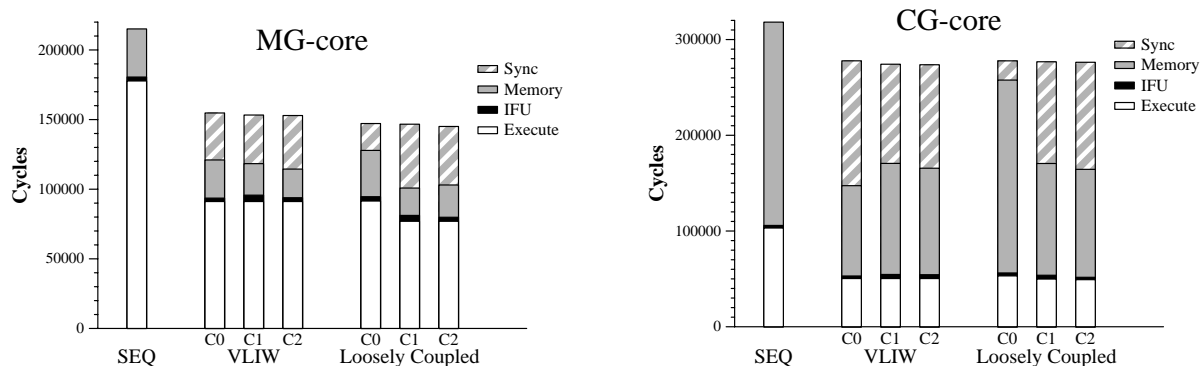 MG-core
Sync
Memory
IFU
Execute
200000
150000
100000
50000
0
Cycles
C0 C1 C2 C0 C1 C2
SEQ VLIW Loosely Coupled
CG-core
Sync
Memory
IFU
Execute
300000
200000
100000
0
Cycles
C0 C1 C2 C0 C1 C2
SEQ VLIW Loosely Coupled